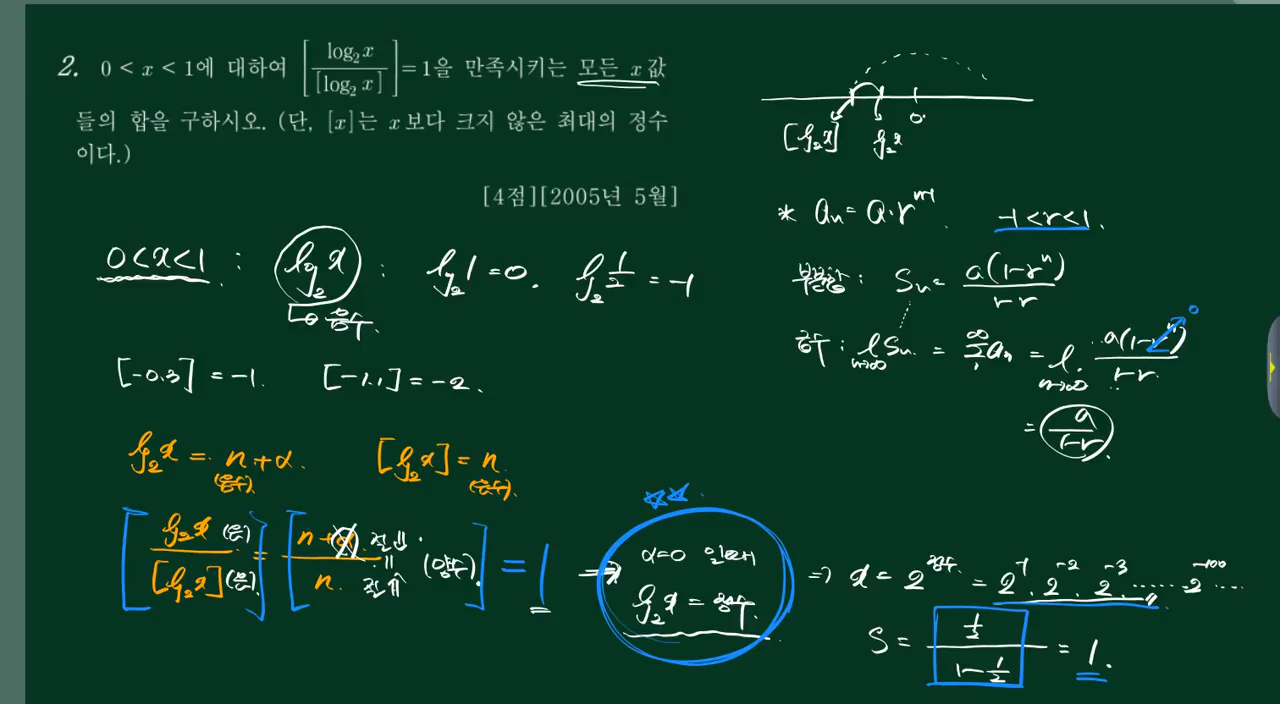 2. 0 < x < 1에 대하여 [log₂x / [log₂x]] = 1을 만족시키는 모든 x값
들의 합을 구하시오. (단, [x]는 x보다 크지 않은 최대의 정수
이다.)
[4점][2005년 5월]
0<x<1 : log₂x : log₂1 = 0. log₂ 1/2 = -1
음수.
[-0.3] = -1. [-1.1] = -2.
log₂x = n+α. [log₂x] = n.
(음수). (음수).
[log₂x (음) / [log₂x] (음)] = [n+α / n. (양수).] = 1
0.
[log₂x] log₂x
* aₙ = a·rⁿ⁻¹ -1<r<1.
부분합: Sₙ = a(1-rⁿ) / 1-r
급수: lim n→∞ Sₙ = ∞ Σ 1 aₙ = lim n→∞ a(1-rⁿ) / 1-r 0
= a / 1-r
☆☆.
α=0 일때
log₂x = 정수.
⇒ x = 2^정수. = 2⁻¹. 2⁻². 2⁻³. ...... 2⁻¹⁰⁰ ....
S = 1/2 / 1-1/2 = 1.